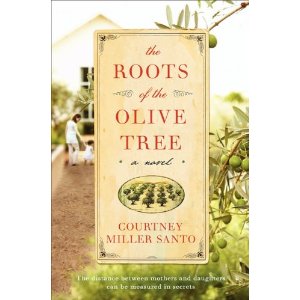 the
ROOTS
of the
OLIVE
TREE
a novel
COURTNEY
MILLER SANTO
The distance between mothers and daughters
can be measured in secrets